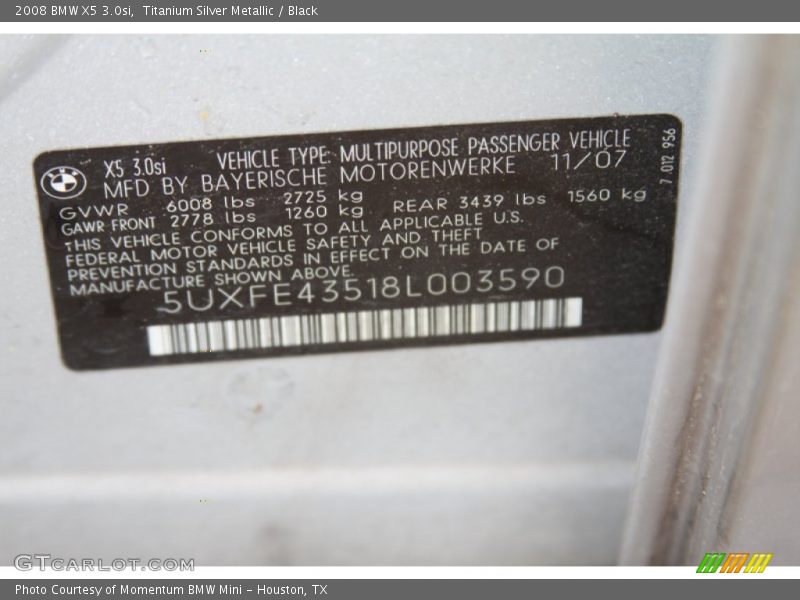 2008 BMW X5 3.0si, Titanium Silver Metallic / Black
X5 3.0si VEHICLE TYPE MULTIPURPOSE PASSENGER VEHICLE
MFD BY BAYERISCHE MOTORENWERKE 11/07
GVWR 6008 lbs 2725 kg
GAWR FRONT 2778 lbs 1260 kg REAR 3439 lbs 1560 kg
THIS VEHICLE CONFORMS TO ALL APPLICABLE U.S.
FEDERAL MOTOR VEHICLE SAFETY AND THEFT
PREVENTION STANDARDS IN EFFECT ON THE DATE OF
MANUFACTURE SHOWN ABOVE.
5UXFE43518L003590
7 012 956
GTcarlot.com
Photo Courtesy of Momentum BMW Mini - Houston, TX